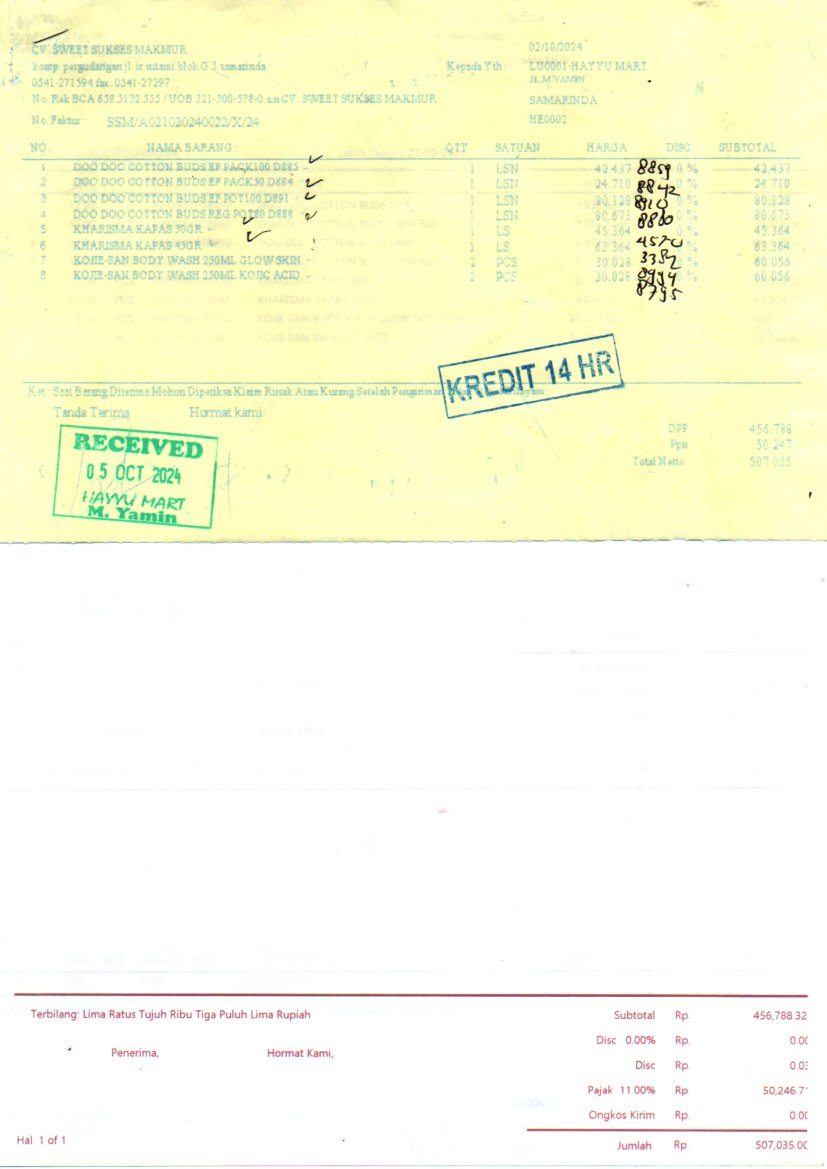 CV. SWEET SUKSES MAKMUR
komp. pergudangan jl. ir sutami blok G 3 samarinda
0541-271594 fax. 0541-27297
No. Rek BCA 658.5132.555 / UOB 321-300-578-0 a.n CV. SWEET SUKSES MAKMUR
No. Faktur : SSM/A021020240022/X/24
02/10/2024
Kepada Yth : LU0001-HAYYU MART
JL.M.YAMIN
SAMARINDA
HE0002
NO. NAMA BARANG QTY SATUAN HARGA DISC SUBTOTAL
1 DOO DOO COTTON BUDS EF PACK100 D885 1 LSN 42.437 8859 0 % 42.437
2 DOO DOO COTTON BUDS EF PACK50 D884 1 LSN 24.710 8842 0 % 24.710
3 DOO DOO COTTON BUDS EF POT100 D891 1 LSN 80.128 8910 0 % 80.128
4 DOO DOO COTTON BUDS REG POT80 D888 1 LSN 80.673 8880 0 % 80.673
5 KHARISMA KAPAS 30GR 1 LS 45.364 0 % 45.364
6 KHARISMA KAPAS 45GR 1 LS 63.364 4570 % 63.364
7 KOJIE-SAN BODY WASH 250ML GLOW SKIN 2 PCS 30.028 3382 % 60.056
8 KOJIE-SAN BODY WASH 250ML KOJIC ACID 2 PCS 30.028 % 60.056
8795
KREDIT 14 HR
Ket : Saat Barang Diterima Mohon Diperiksa Klaim Rusak Atau Kurang Setelah Pengiriman
Tanda Terima Hormat kami
DPP 456.788
Ppn 50.247
Total Netto 507.035
RECEIVED
05 OCT 2024
HAYYU MART
M. Yamin
Terbilang: Lima Ratus Tujuh Ribu Tiga Puluh Lima Rupiah
Subtotal Rp. 456,788.32
Disc 0.00% Rp. 0.00
Penerima, Hormat Kami,
Disc Rp. 0.03
Pajak 11.00% Rp. 50,246.71
Ongkos Kirim Rp. 0.00
Hal. 1 of 1
Jumlah Rp. 507,035.00